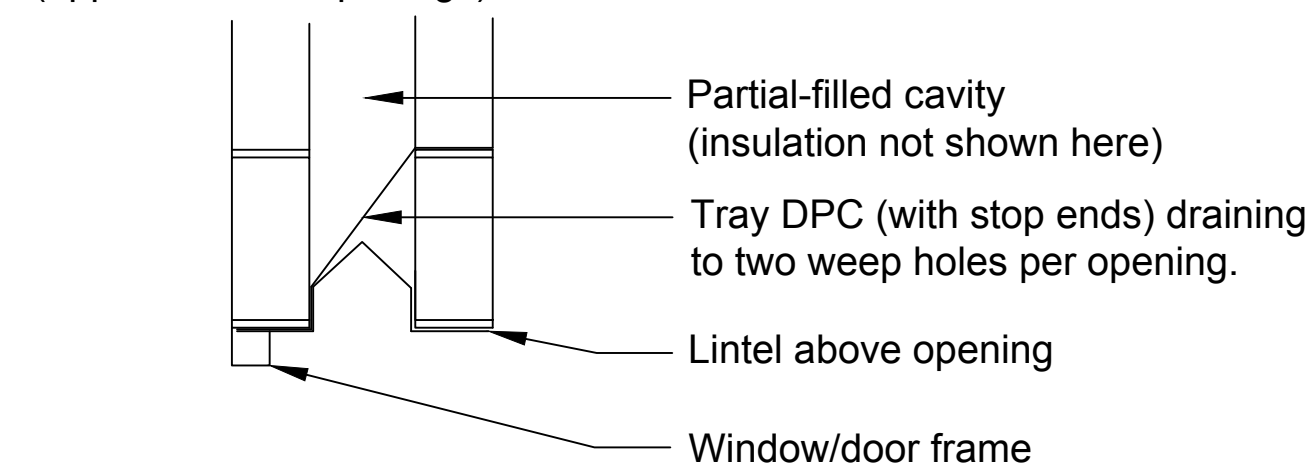 Partial-filled cavity
(insulation not shown here)
Tray DPC (with stop ends) draining
to two weep holes per opening.
Lintel above opening
Window/door frame